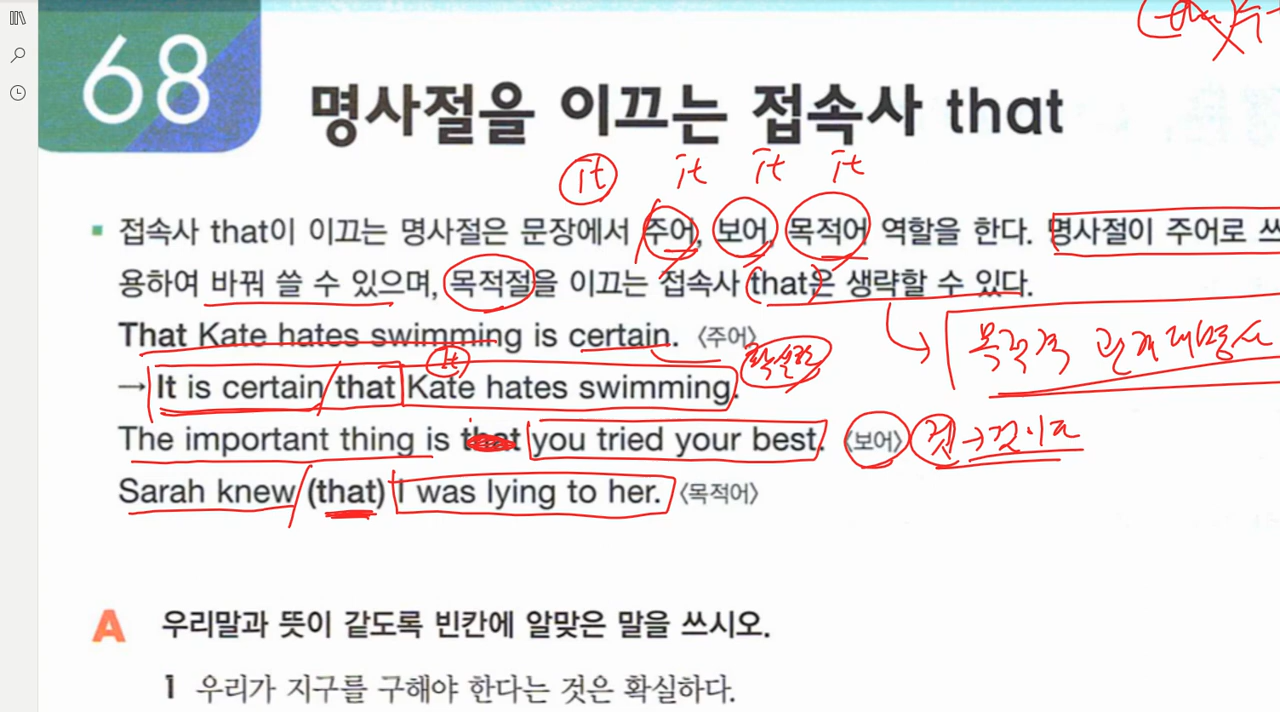 68
명사절을 이끄는 접속사 that
it it it it
접속사 that이 이끄는 명사절은 문장에서 주어, 보어, 목적어 역할을 한다. 명사절이 주어로 쓰
용하여 바꿔 쓸 수 있으며, 목적절을 이끄는 접속사 that은 생략할 수 있다.
That Kate hates swimming is certain. 〈주어〉
목적격 관계대명사
it
→ It is certain that Kate hates swimming.
The important thing is that you tried your best. 〈보어〉 것→것이다
Sarah knew (that) I was lying to her. 〈목적어〉
A 우리말과 뜻이 같도록 빈칸에 알맞은 말을 쓰시오.
1 우리가 지구를 구해야 한다는 것은 확실하다.